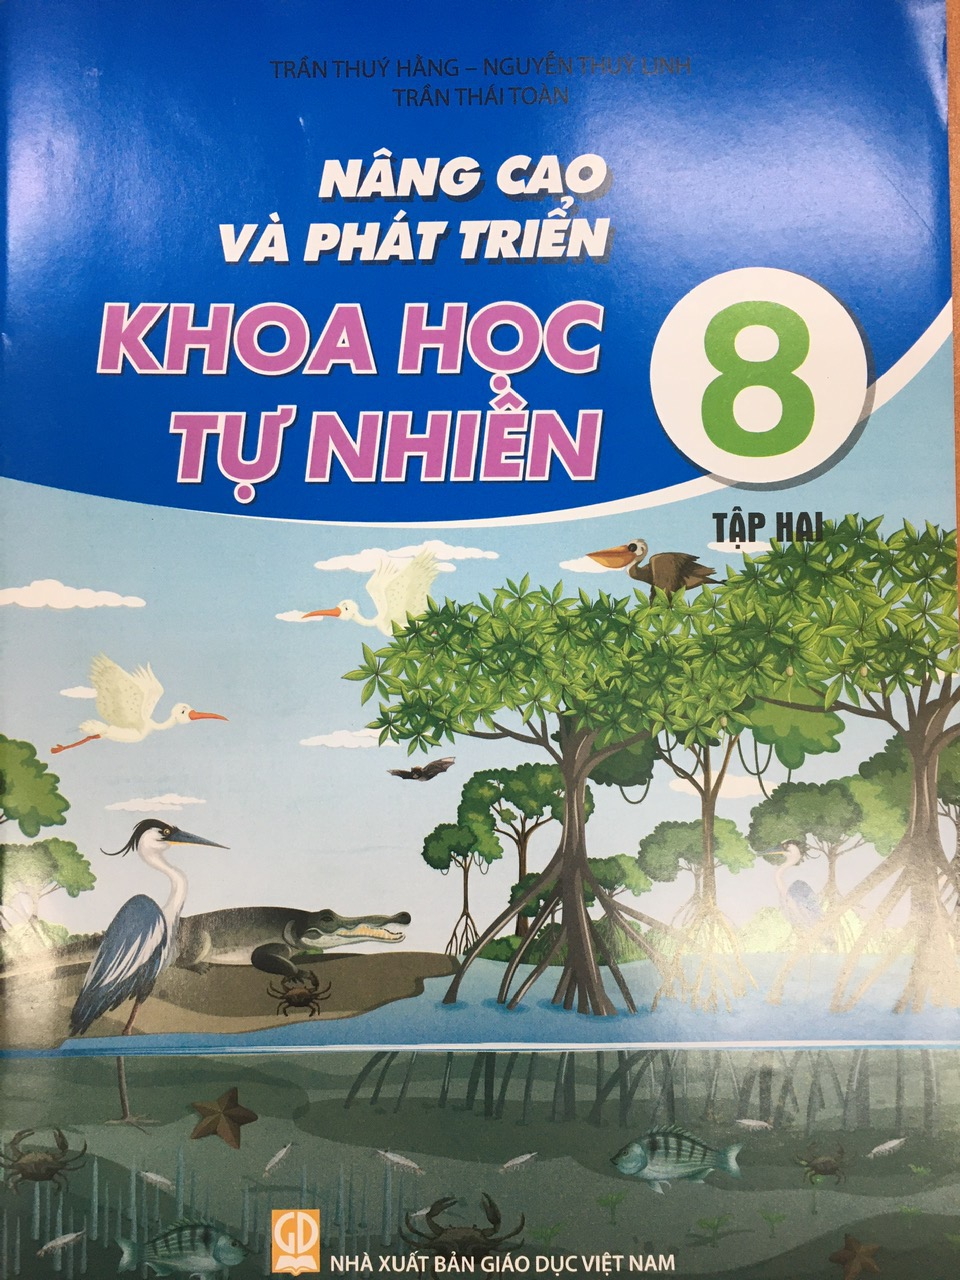 TRẦN THUÝ HẰNG – NGUYỄN THUỲ LINH
TRẦN THÁI TOÀN
NÂNG CAO
VÀ PHÁT TRIỂN
KHOA HỌC
TỰ NHIÊN
8
TẬP HAI
GD
NHÀ XUẤT BẢN GIÁO DỤC VIỆT NAM